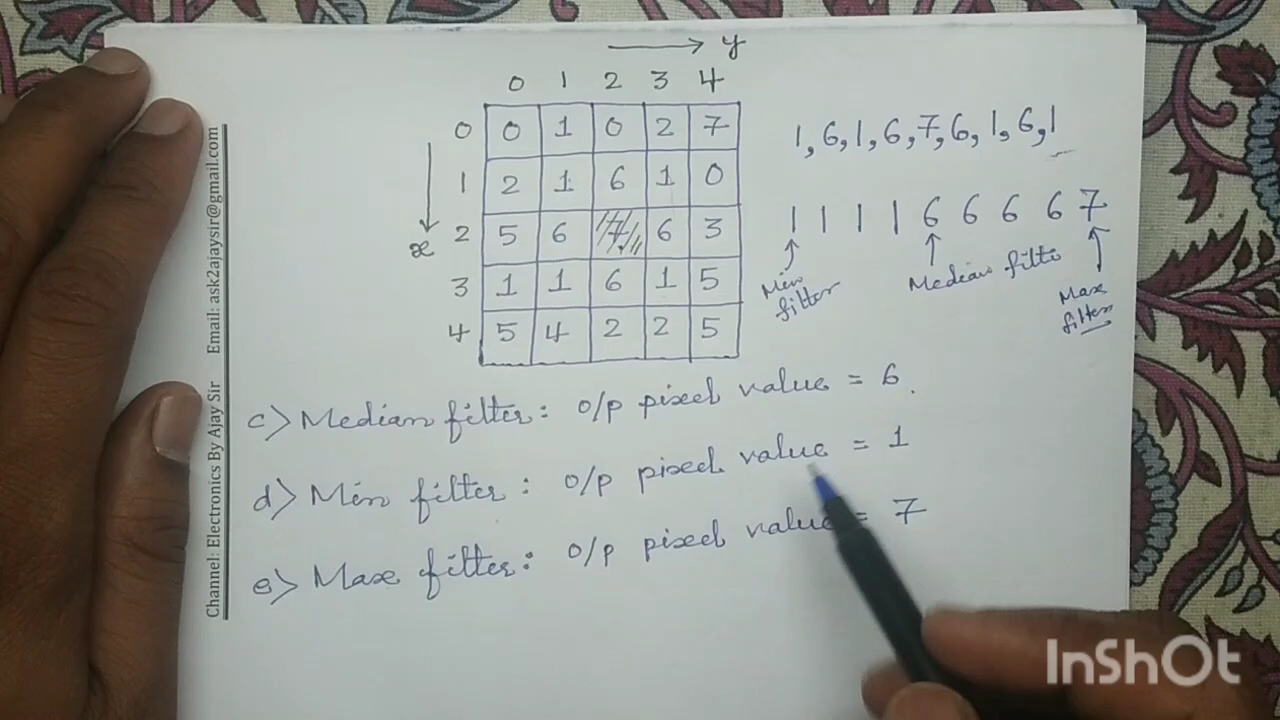 → y
0 1 2 3 4
0 0 1 0 2 7
1 2 1 6 1 0
x 2 5 6 7 6 3
3 1 1 6 1 5
4 5 4 2 2 5
1, 6, 1, 6, 7, 6, 1, 6, 1
1 1 1 1 6 6 6 6 7
Min filter
Median filte
Max filter
c) Median filter: o/p pixel value = 6.
d) Min filter: o/p pixel value = 1
e) Max filter: o/p pixel value = 7
Channel: Electronics By Ajay Sir Email: ask2ajaysir@gmail.com
InShOt